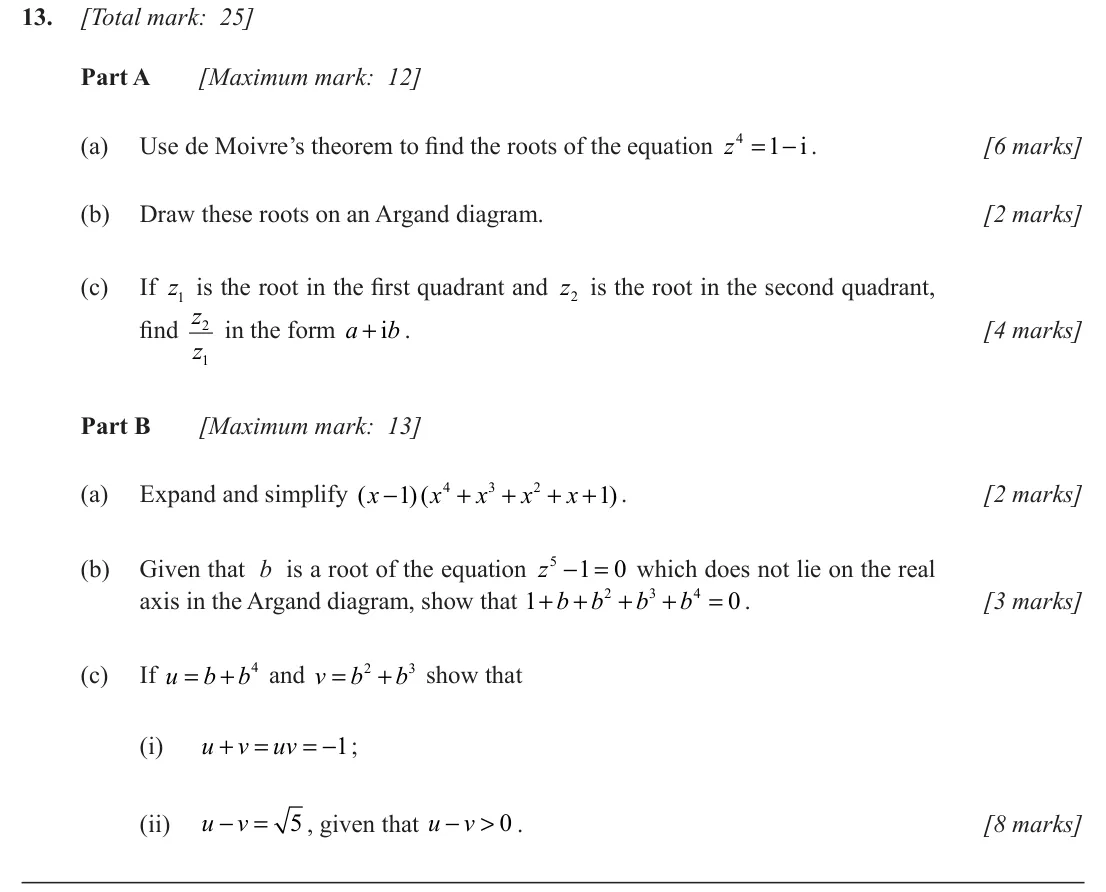 13. [Total mark: 25]
Part A [Maximum mark: 12]
(a) Use de Moivre’s theorem to find the roots of the equation z⁴ = 1 − i. [6 marks]
(b) Draw these roots on an Argand diagram. [2 marks]
(c) If z₁ is the root in the first quadrant and z₂ is the root in the second quadrant,
find z₂/z₁ in the form a + ib. [4 marks]
Part B [Maximum mark: 13]
(a) Expand and simplify (x − 1)(x⁴ + x³ + x² + x + 1). [2 marks]
(b) Given that b is a root of the equation z⁵ − 1 = 0 which does not lie on the real
axis in the Argand diagram, show that 1 + b + b² + b³ + b⁴ = 0. [3 marks]
(c) If u = b + b⁴ and v = b² + b³ show that
(i) u + v = uv = −1;
(ii) u − v = √5, given that u − v > 0. [8 marks]